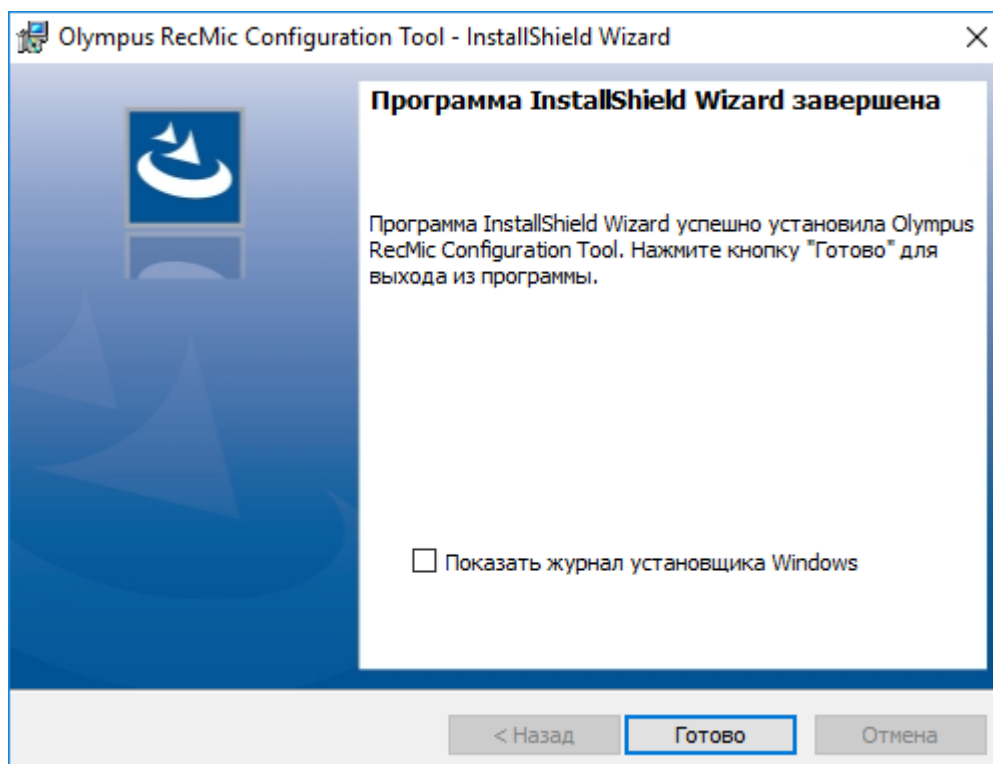 Olympus RecMic Configuration Tool - InstallShield Wizard
Программа InstallShield Wizard завершена
Программа InstallShield Wizard успешно установила Olympus
RecMic Configuration Tool. Нажмите кнопку "Готово" для
выхода из программы.
Показать журнал установщика Windows
< Назад
Готово
Отмена